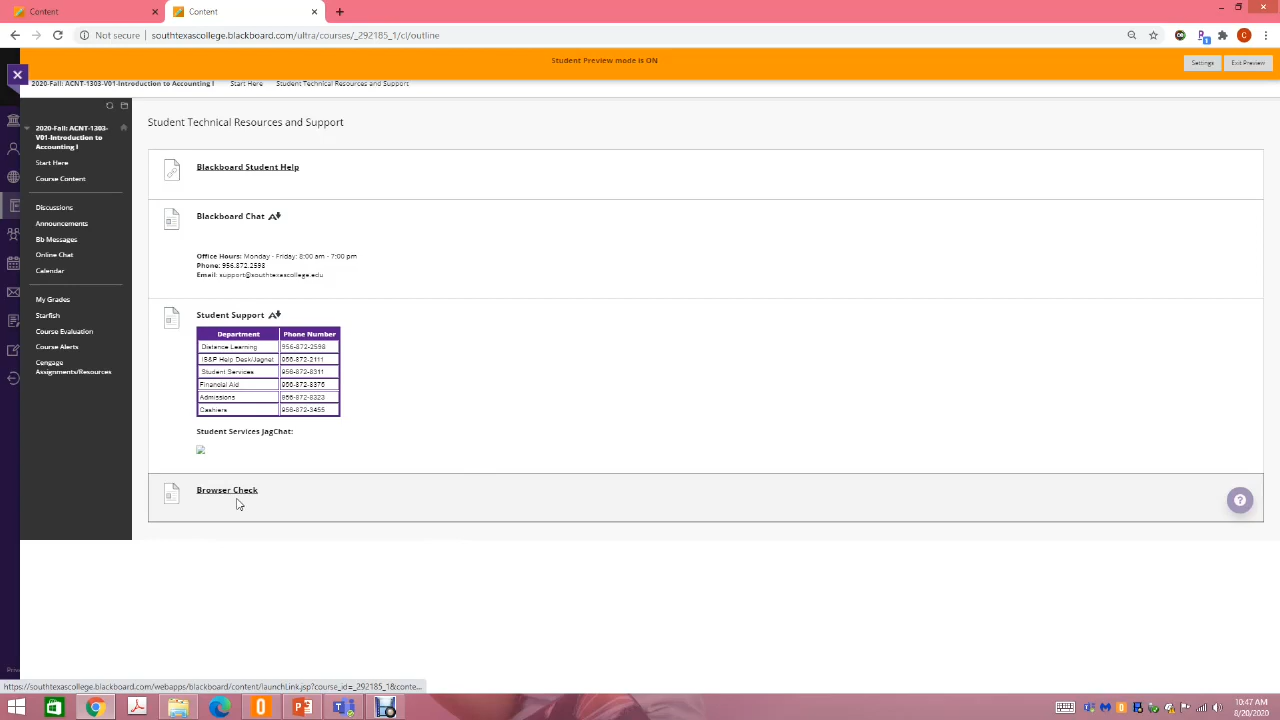 Content
Content
Not secure
southtexascollege.blackboard.com/ultra/courses/_292185_1/cl/outline
Student Preview mode is ON
Settings
Exit Preview
2020-Fall: ACNT-1303-V01-Introduction to Accounting I
Start Here
Student Technical Resources and Support
2020-Fall: ACNT-1303-
V01-Introduction to
Accounting I
Start Here
Course Content
Discussions
Announcements
Bb Messages
Online Chat
Calendar
My Grades
Starfish
Course Evaluation
Course Alerts
Cengage
Assignments/Resources
Student Technical Resources and Support
Blackboard Student Help
Blackboard Chat
Office Hours: Monday - Friday: 8:00 am - 7:00 pm
Phone: 956.872.2598
Email: support@southtexascollege.edu
Student Support
Department Phone Number
Distance Learning 956-872-2598
IS&P Help Desk/Jagnet 956-872-2111
Student Services 956-872-8311
Financial Aid 956-872-8375
Admissions 956-872-8323
Cashiers 956-872-3455
Student Services JagChat:
Browser Check
https://southtexascollege.blackboard.com/webapps/blackboard/content/launchLink.jsp?course_id=_292185_1&conte...
10:47 AM
8/20/2020